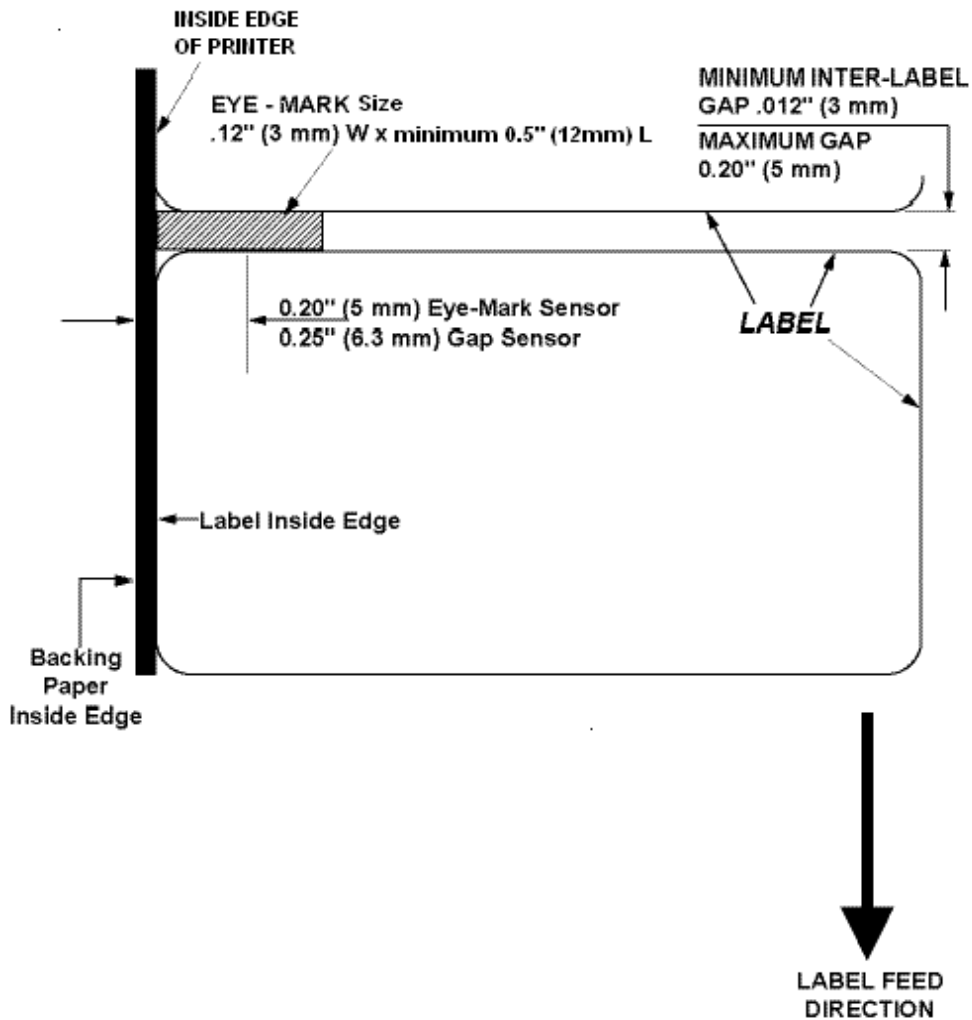 INSIDE EDGE
OF PRINTER
EYE - MARK Size
.12" (3 mm) W x minimum 0.5" (12mm) L
MINIMUM INTER-LABEL
GAP .012" (3 mm)
MAXIMUM GAP
0.20" (5 mm)
0.20" (5 mm) Eye-Mark Sensor
0.25" (6.3 mm) Gap Sensor
LABEL
Label Inside Edge
Backing
Paper
Inside Edge
LABEL FEED
DIRECTION